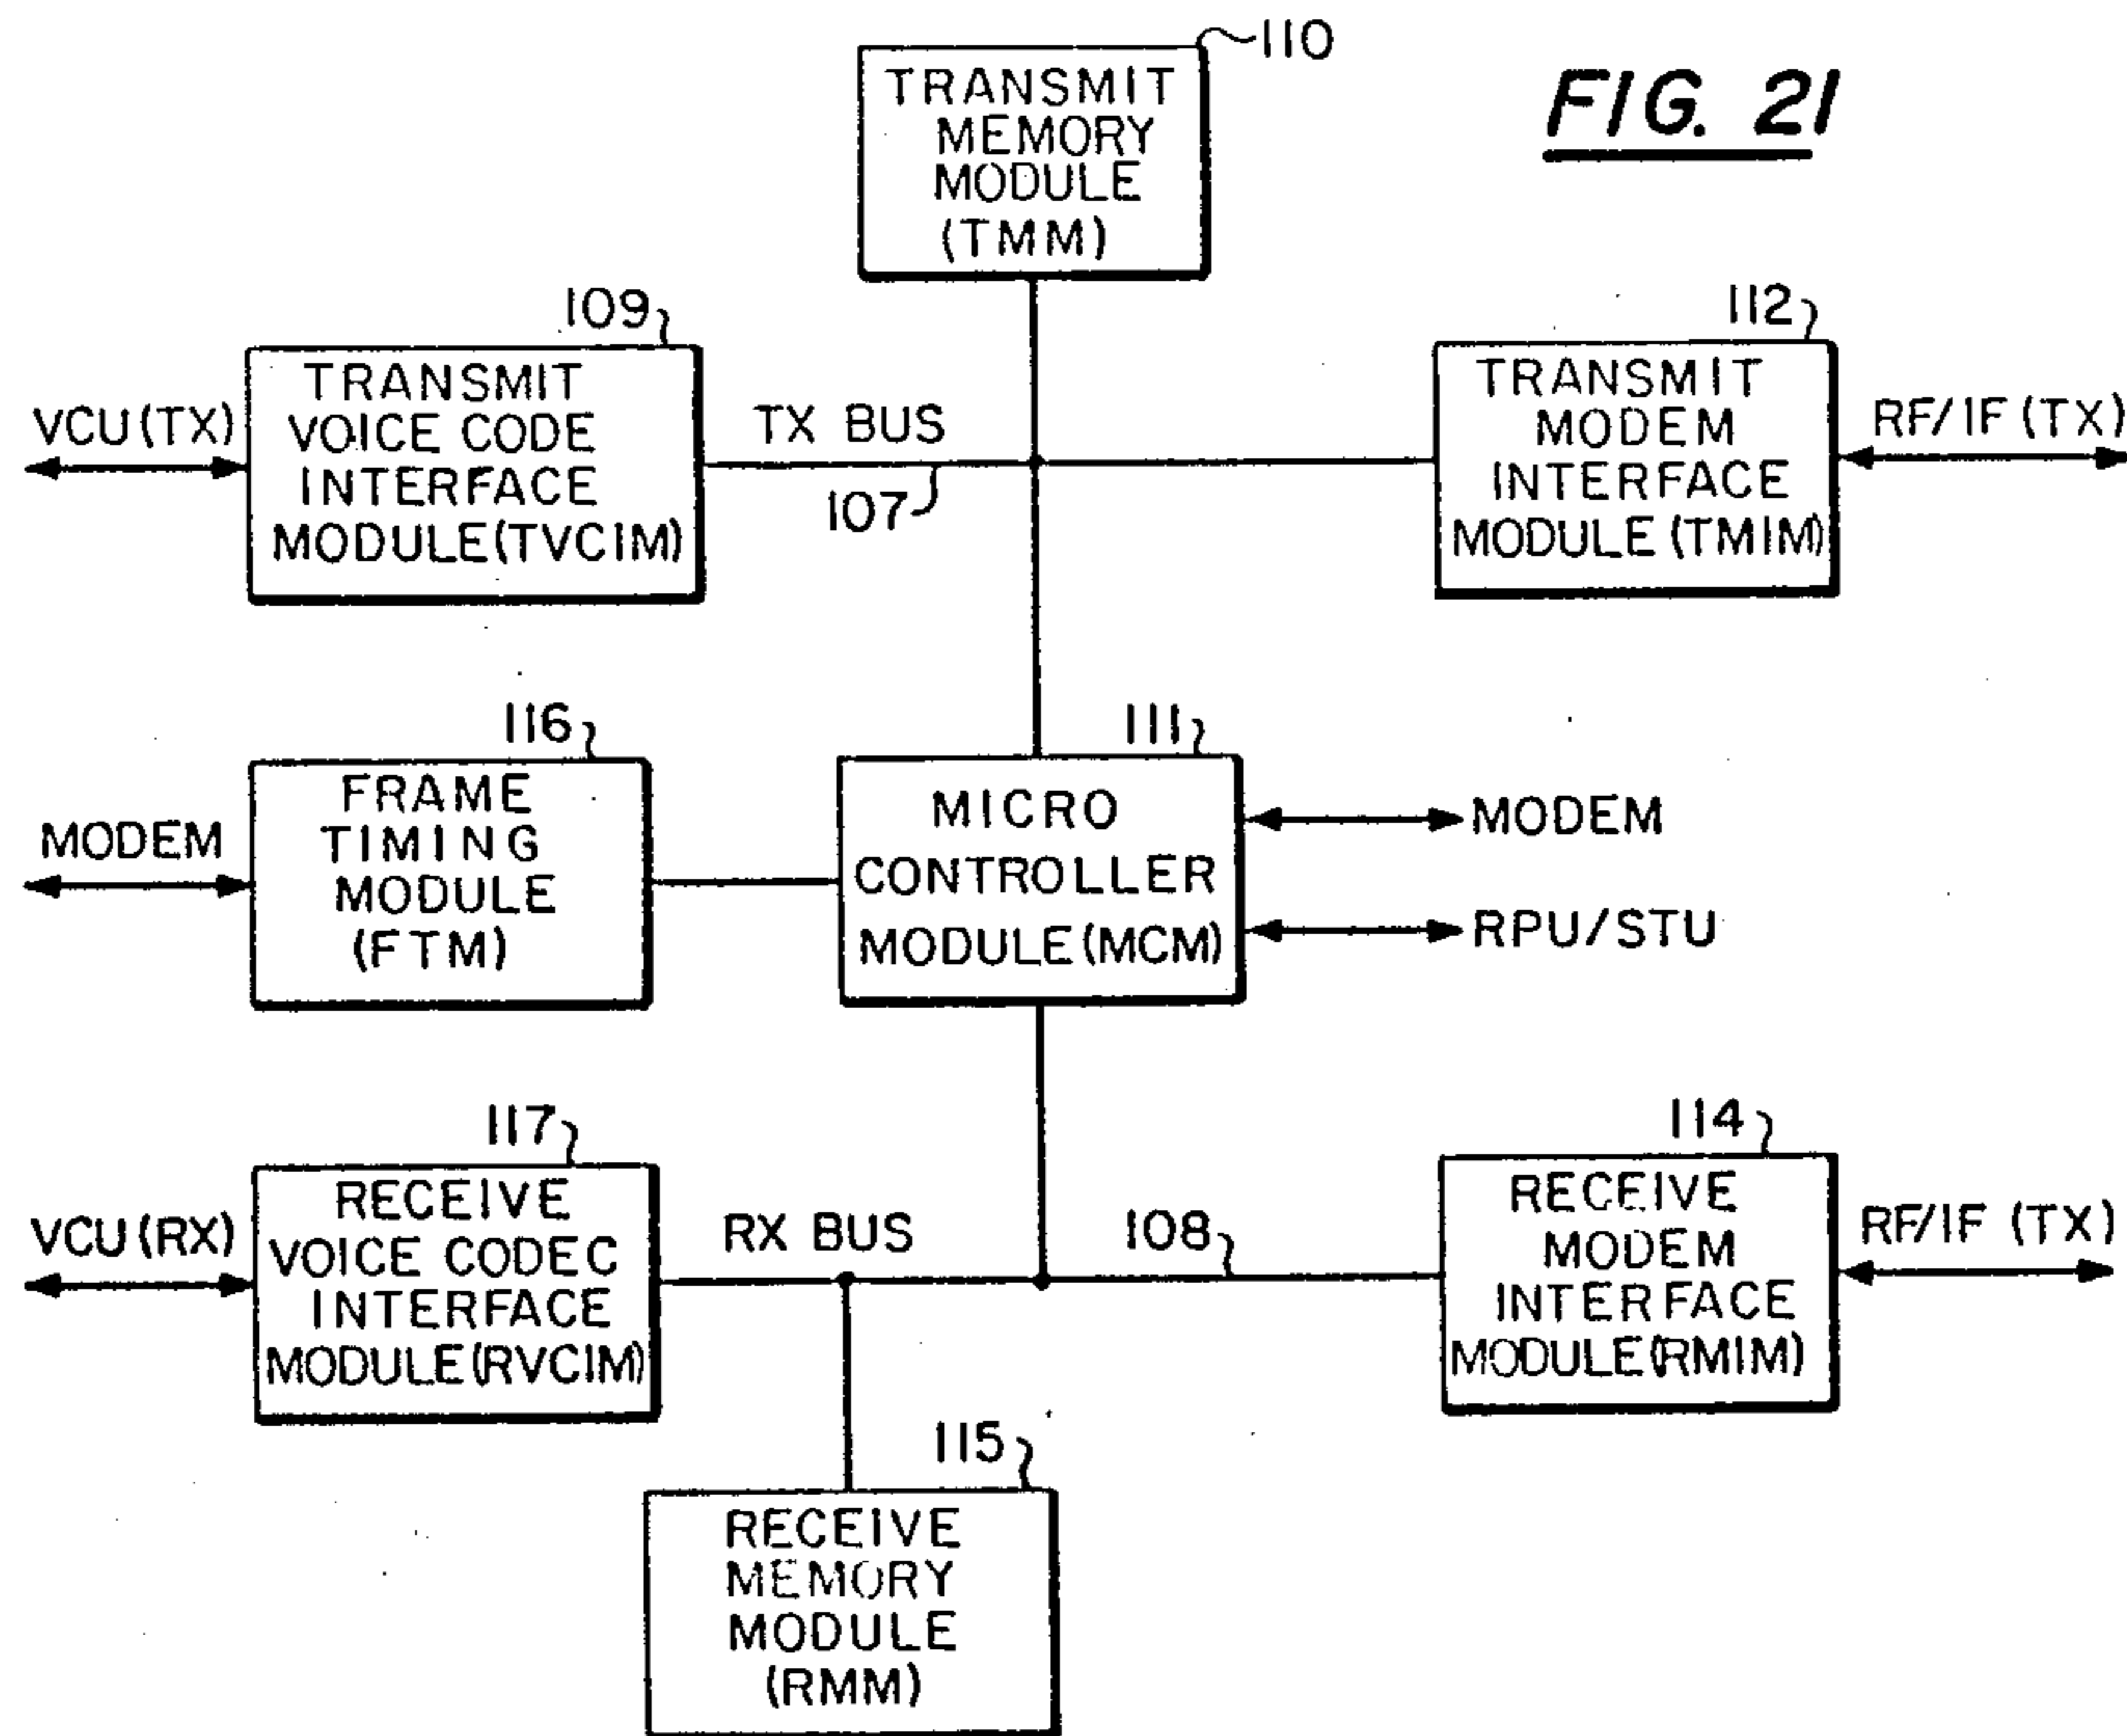 110
FIG. 21
TRANSMIT
MEMORY
MODULE
(TMM)
109
TRANSMIT
VOICE CODE
INTERFACE
MODULE (TVCIM)
VCU (TX)
TX BUS
107
112
TRANSMIT
MODEM
INTERFACE
MODULE (TMIM)
RF/IF (TX)
116
FRAME
TIMING
MODULE
(FTM)
MODEM
111
MICRO
CONTROLLER
MODULE (MCM)
MODEM
RPU/STU
117
RECEIVE
VOICE CODEC
INTERFACE
MODULE (RVCIM)
VCU (RX)
RX BUS
108
114
RECEIVE
MODEM
INTERFACE
MODULE (RMIM)
RF/IF (TX)
115
RECEIVE
MEMORY
MODULE
(RMM)